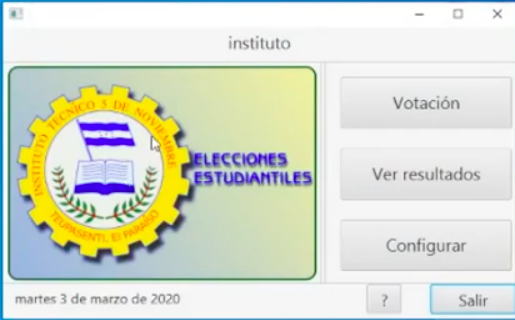 instituto
INSTITUTO TECNICO 3 DE NOVIEMBRE
TEUPASENTI, El PARAISO
ELECCIONES
ESTUDIANTILES
Votación
Ver resultados
Configurar
martes 3 de marzo de 2020
?
Salir